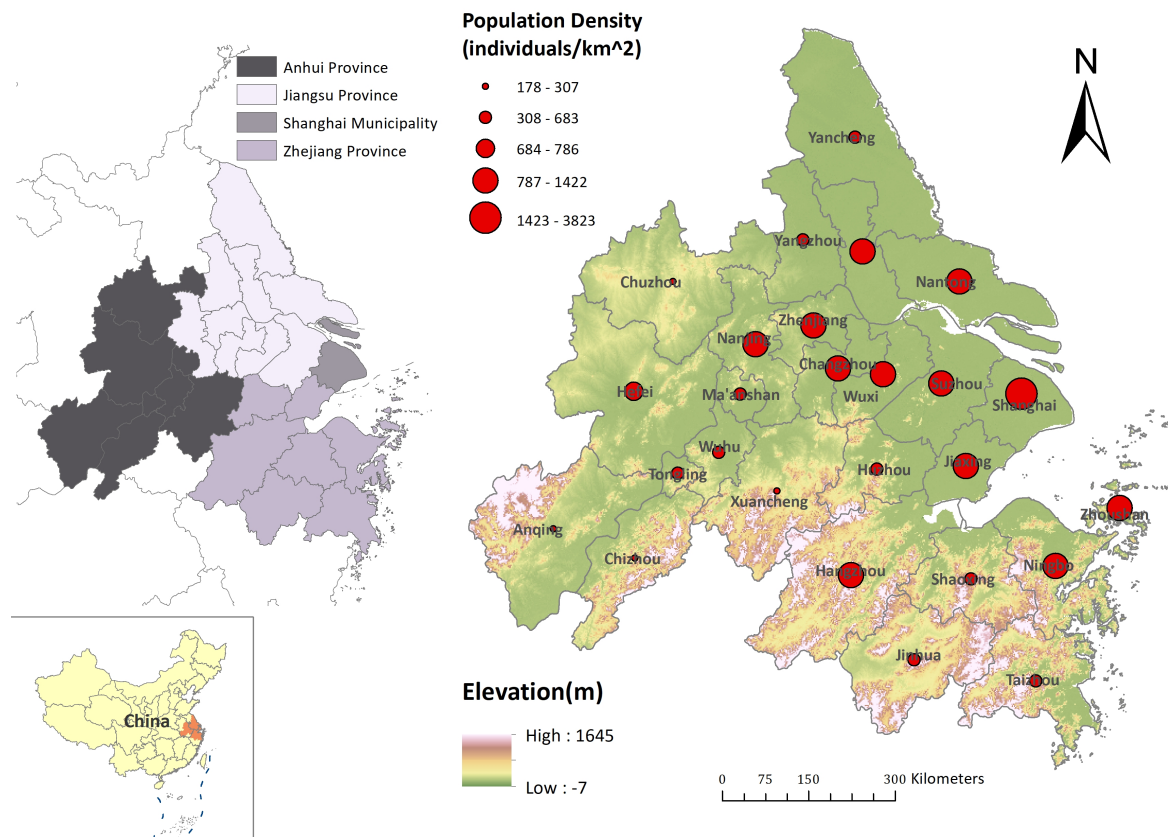 Anhui Province
Jiangsu Province
Shanghai Municipality
Zhejiang Province
Population Density
(individuals/km^2)
178 - 307
308 - 683
684 - 786
787 - 1422
1423 - 3823
N
Yancheng
Yangzhou
Chuzhou
Nantong
Zhenjiang
Nanjing
Changzhou
Hefei
Ma'anshan
Wuxi
Suzhou
Shanghai
Wuhu
Tongling
Huzhou
Jiaxing
Xuancheng
Zhoushan
Anqing
Chizhou
Hangzhou
Shaoxing
Ningbo
Jinhua
Taizhou
China
Elevation(m)
High : 1645
Low : -7
0 75 150 300 Kilometers